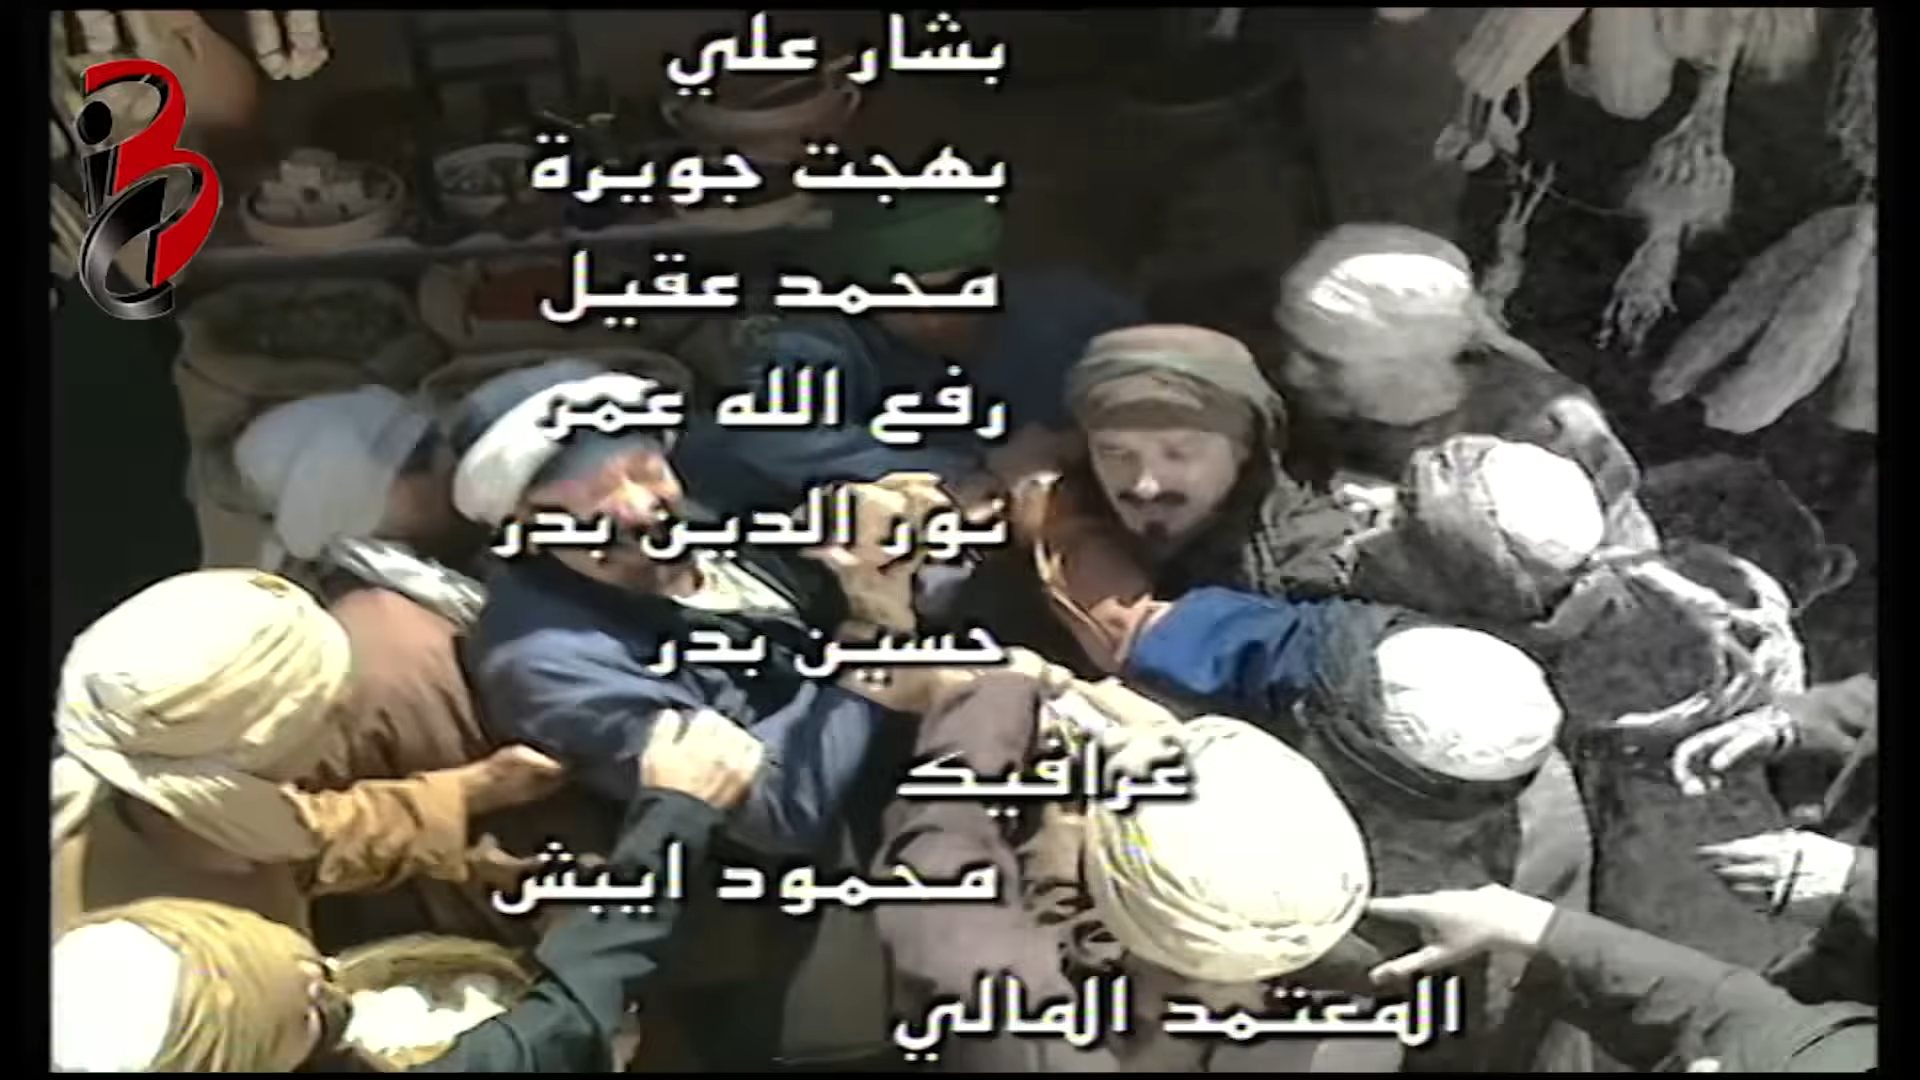 بشار علي
بهجت جويرة
محمد عقيل
رفع الله عمر
نور الدين بدر
حسين بدر
غرافيك
محمود ايبش
المعتمد المالي